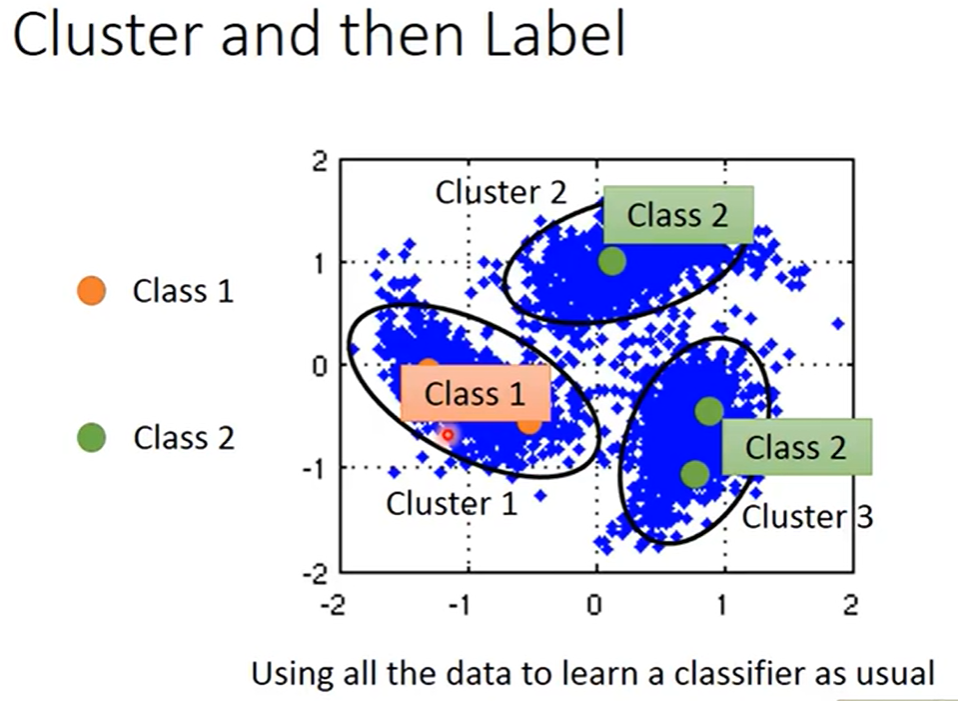 Cluster and then Label
2
1
0
-1
-2
-2
-1
0
1
2
Cluster 2
Class 2
Class 1
Class 1
Class 2
Class 2
Cluster 1
Cluster 3
Using all the data to learn a classifier as usual